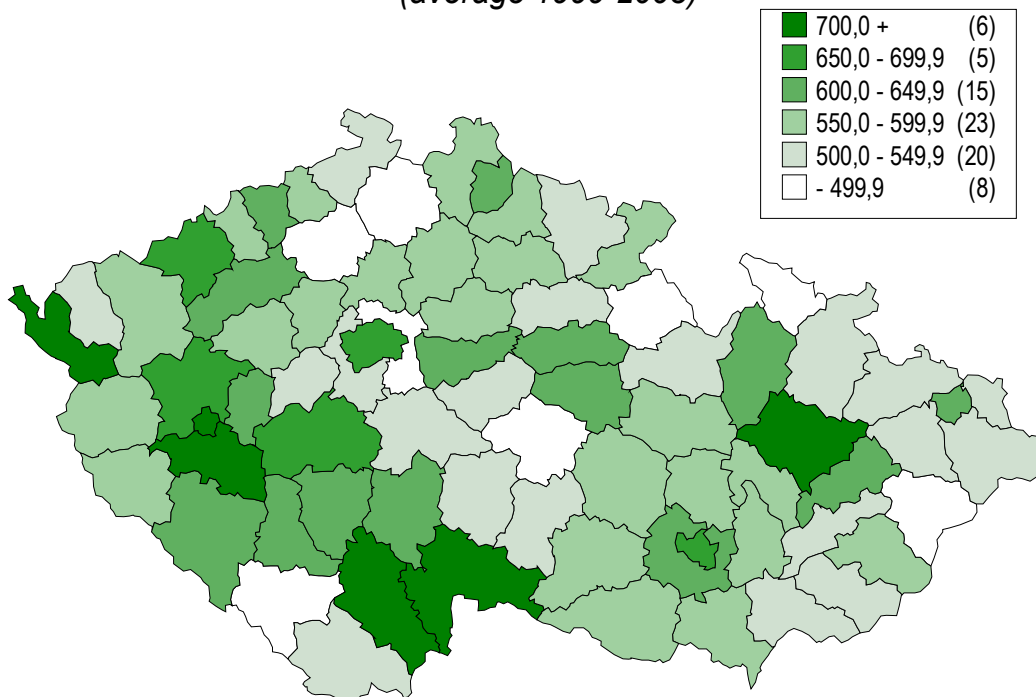 (average
700,0 + (6)
650,0 - 699,9 (5)
600,0 - 649,9 (15)
550,0 - 599,9 (23)
500,0 - 549,9 (20)
- 499,9 (8)